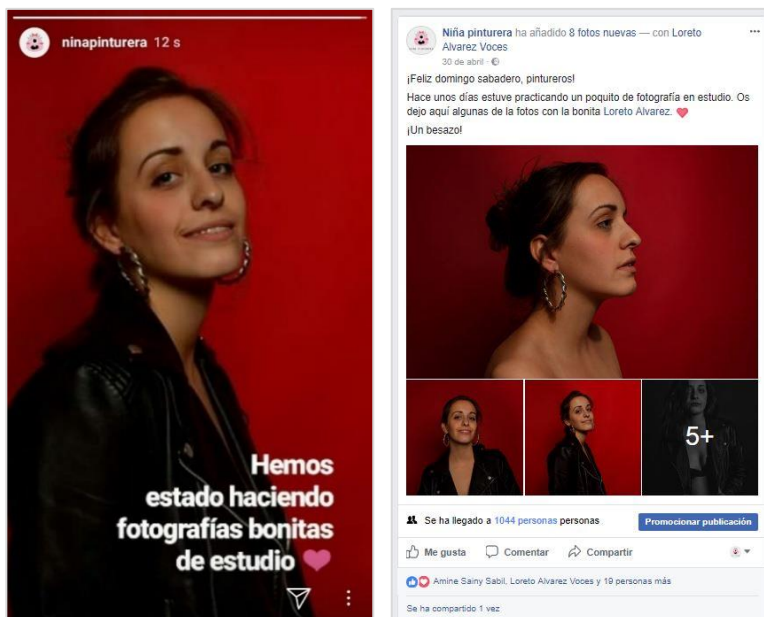 ninapinturera 12 s
Hemos
estado haciendo
fotografías bonitas
de estudio
Niña pinturera ha añadido 8 fotos nuevas — con Loreto
Alvarez Voces
30 de abril ·
¡Feliz domingo sabadero, pintureros!
Hace unos días estuve practicando un poquito de fotografía en estudio. Os
dejo aquí algunas de la fotos con la bonita Loreto Alvarez.
¡Un besazo!
5+
Se ha llegado a 1044 personas personas
Promocionar publicación
Me gusta Comentar Compartir
Amine Sainy Sabil, Loreto Alvarez Voces y 19 personas más
Se ha compartido 1 vez